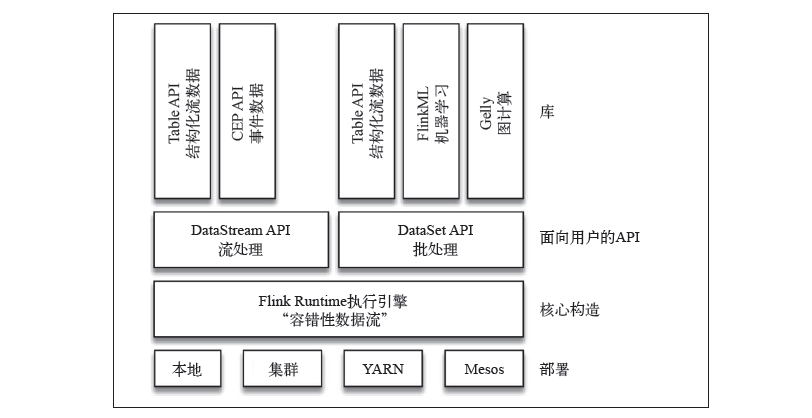 Table API
结构化流数据
CEP API
事件数据
Table API
结构化流数据
FlinkML
机器学习
Gelly
图计算
库
DataStream API
流处理
DataSet API
批处理
面向用户的API
Flink Runtime执行引擎
“容错性数据流”
核心构造
本地
集群
YARN
Mesos
部署